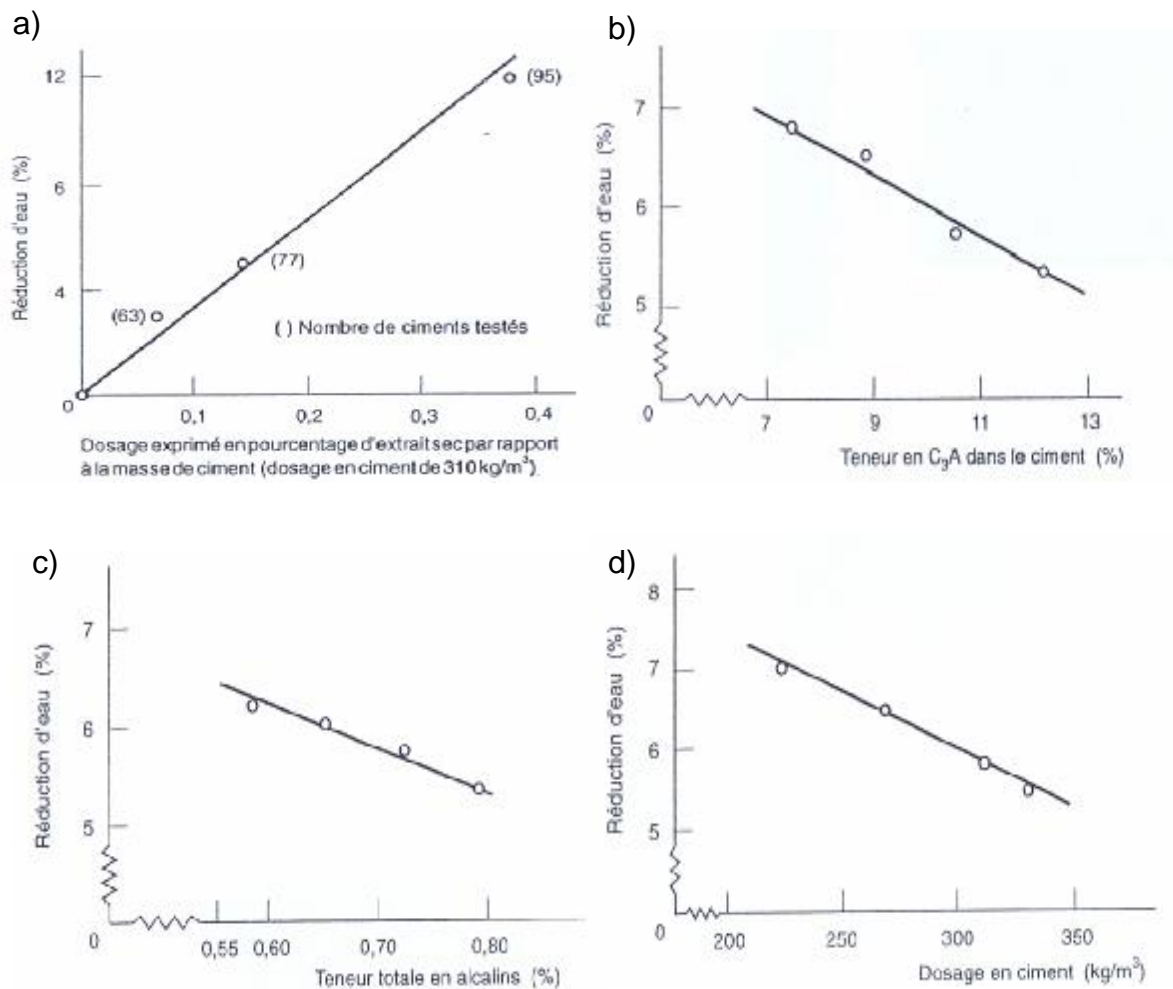 a)
12
6
4
0
Réduction d'eau (%)
(95)
(77)
(63)
( ) Nombre de ciments testés
0,1 0,2 0,3 0,4
Dosage exprimé en pourcentage d'extrait sec par rapport
à la masse de ciment (dosage en ciment de 310 kg/m³)
b)
7
6
5
0
Réduction d'eau (%)
7 9 11 13
Teneur en C₃A dans le ciment (%)
c)
7
6
5
0
Réduction d'eau (%)
0,55 0,60 0,70 0,80
Teneur totale en alcalins (%)
d)
8
7
6
5
0
Réduction d'eau (%)
200 250 300 350
Dosage en ciment (kg/m³)